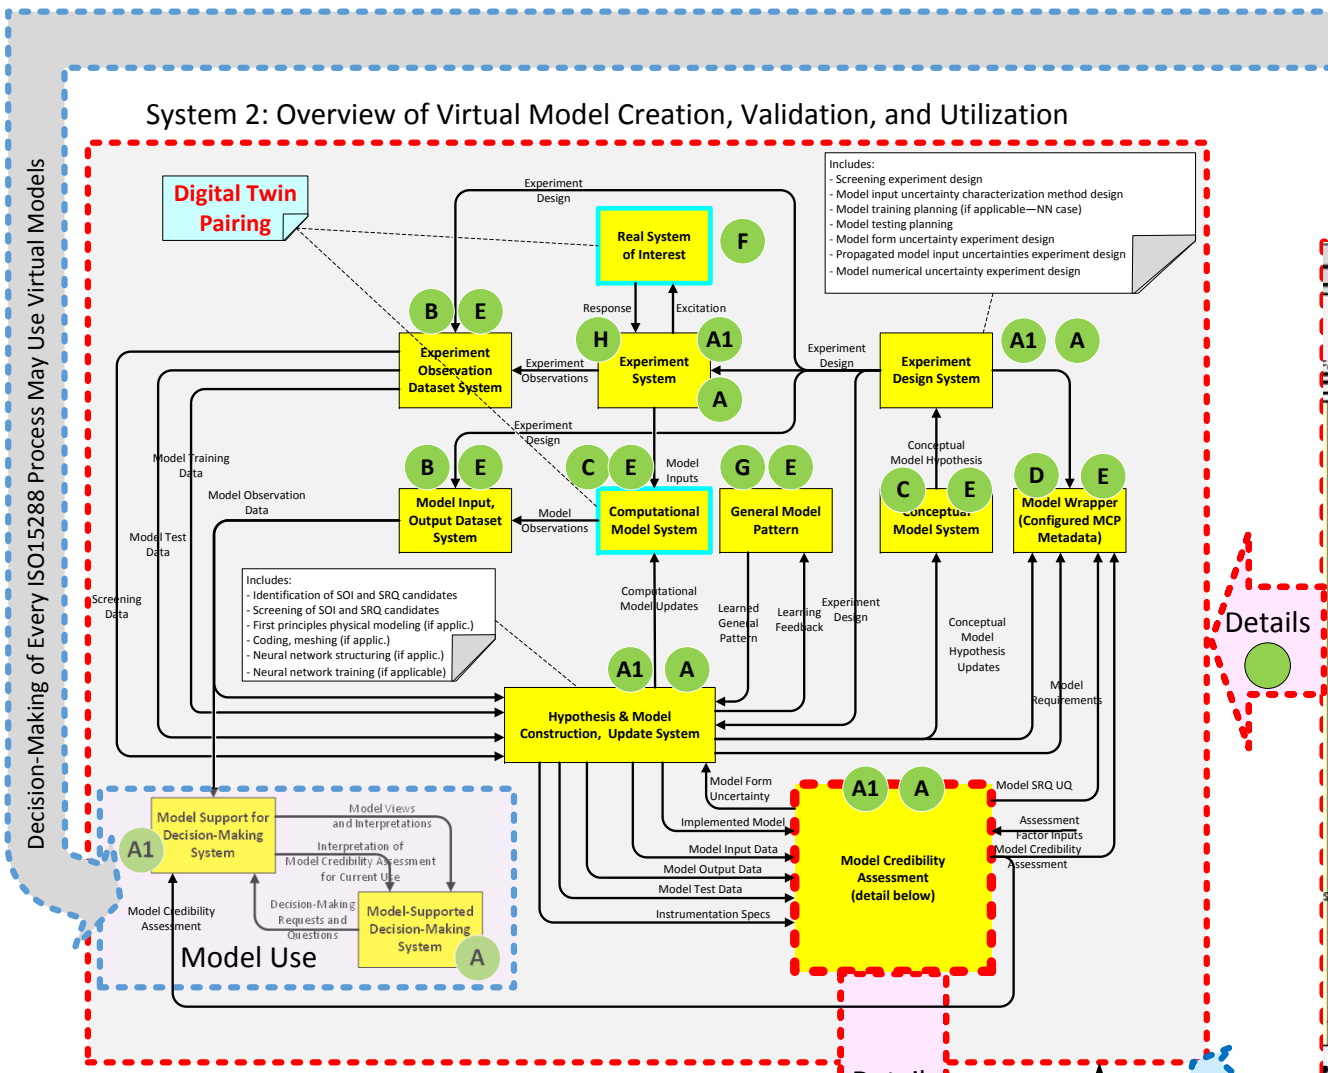 System 2: Overview of Virtual Model Creation, Validation, and Utilization
Decision-Making of Every ISO15288 Process May Use Virtual Models
Digital Twin
Pairing
Experiment
Design
Real System
of Interest
F
Includes:
- Screening experiment design
- Model input uncertainty characterization method design
- Model training planning (if applicable—NN case)
- Model testing planning
- Model form uncertainty experiment design
- Propagated model input uncertainties experiment design
- Model numerical uncertainty experiment design
Response
Excitation
B
E
Experiment
Observation
Dataset System
Experiment
Observations
H
A1
Experiment
System
A
Experiment
Design
Experiment
Design System
A1
A
Experiment
Design
Model Training
Data
Model Observation
Data
Model Test
Data
Screening
Data
B
E
Model Input,
Output Dataset
System
Model
Observations
C
E
Model
Inputs
Computational
Model System
G
E
General Model
Pattern
Conceptual
Model Hypothesis
C
E
Conceptual
Model System
D
E
Model Wrapper
(Configured MCP
Metadata)
Includes:
- Identification of SOI and SRQ candidates
- Screening of SOI and SRQ candidates
- First principles physical modeling (if applic.)
- Coding, meshing (if applic.)
- Neural network structuring (if applic.)
- Neural network training (if applicable)
Computational
Model Updates
Learned
General
Pattern
Learning
Feedback
Experiment
Design
Conceptual
Model
Hypothesis
Updates
Model
Requirements
Details
A1
A
Hypothesis & Model
Construction, Update System
Model Form
Uncertainty
Implemented Model
Model Input Data
Model Output Data
Model Test Data
Instrumentation Specs
A1
A
Model Credibility
Assessment
(detail below)
Model SRQ UQ
Assessment
Factor Inputs
Model Credibility
Assessment
Model Support for
Decision-Making
System
A1
Model Views
and Interpretations
Interpretation of
Model Credibility Assessment
for Current Use
Decision-Making
Requests and
Questions
Model-Supported
Decision-Making
System
A
Model Credibility
Assessment
Model Use